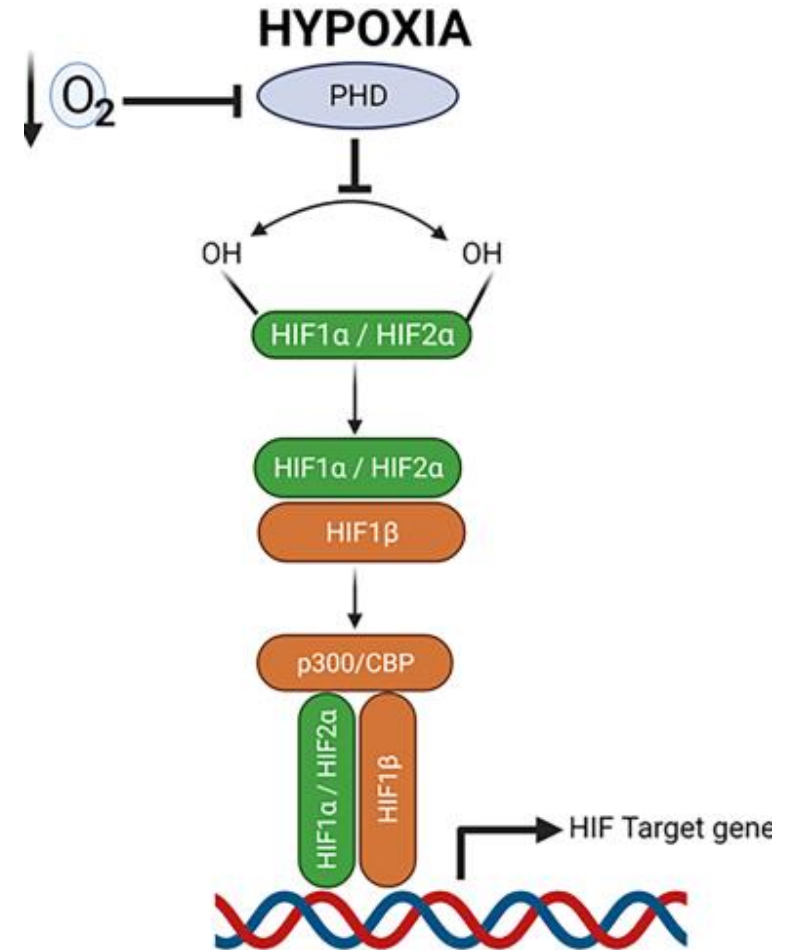 HYPOXIA
O2
PHD
OH
OH
HIF1α / HIF2α
HIF1α / HIF2α
HIF1β
p300/CBP
HIF1α / HIF2α
HIF1β
HIF Target gene